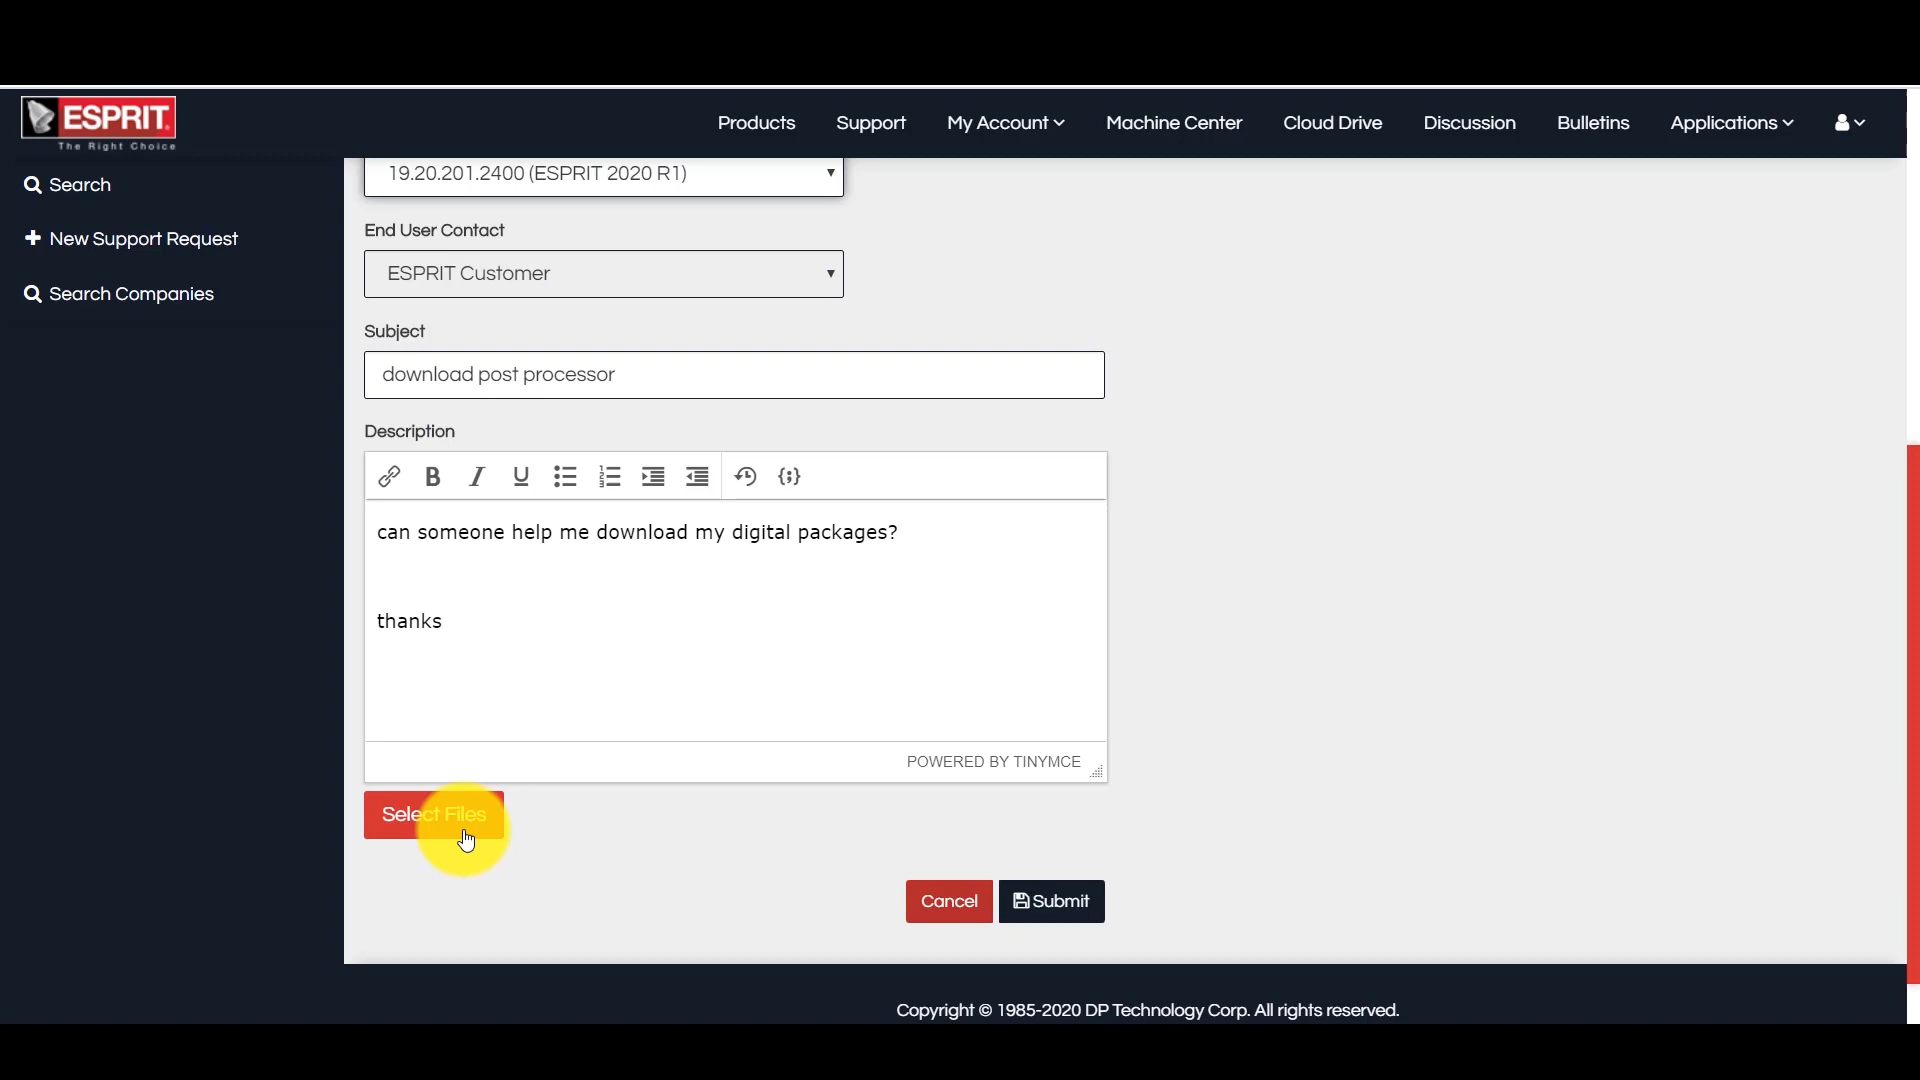 ESPRIT
The Right Choice
Products Support My Account Machine Center Cloud Drive Discussion Bulletins Applications
Search
New Support Request
Search Companies
19.20.201.2400 (ESPRIT 2020 R1)
End User Contact
ESPRIT Customer
Subject
download post processor
Description
can someone help me download my digital packages?
thanks
POWERED BY TINYMCE
Select Files
Cancel Submit
Copyright © 1985-2020 DP Technology Corp. All rights reserved.